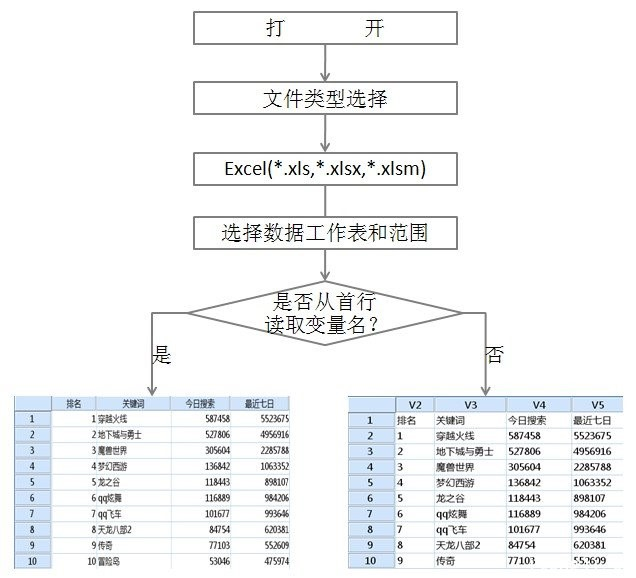 打 开
文件类型选择
Excel(*.xls,*.xlsx,*.xlsm)
选择数据工作表和范围
是否从首行
读取变量名？
是 否
排名 关键词 今日搜索 最近七日
1 1 穿越火线 587458 5523675
2 2 地下城与勇士 527806 4956916
3 3 魔兽世界 305604 2285788
4 4 梦幻西游 136842 1063352
5 5 龙之谷 118443 898107
6 6 qq炫舞 116889 984206
7 7 qq飞车 101677 993646
8 8 天龙八部2 84754 620381
9 9 传奇 77103 552609
10 10 冒险岛 53046 475974
V2 V3 V4 V5
1 排名 关键词 今日搜索 最近七日
2 1 穿越火线 587458 5523675
3 2 地下城与勇士 527806 4956916
4 3 魔兽世界 305604 2285788
5 4 梦幻西游 136842 1063352
6 5 龙之谷 118443 898107
7 6 qq炫舞 116889 984206
8 7 qq飞车 101677 993646
9 8 天龙八部2 84754 620381
10 9 传奇 77103 552609